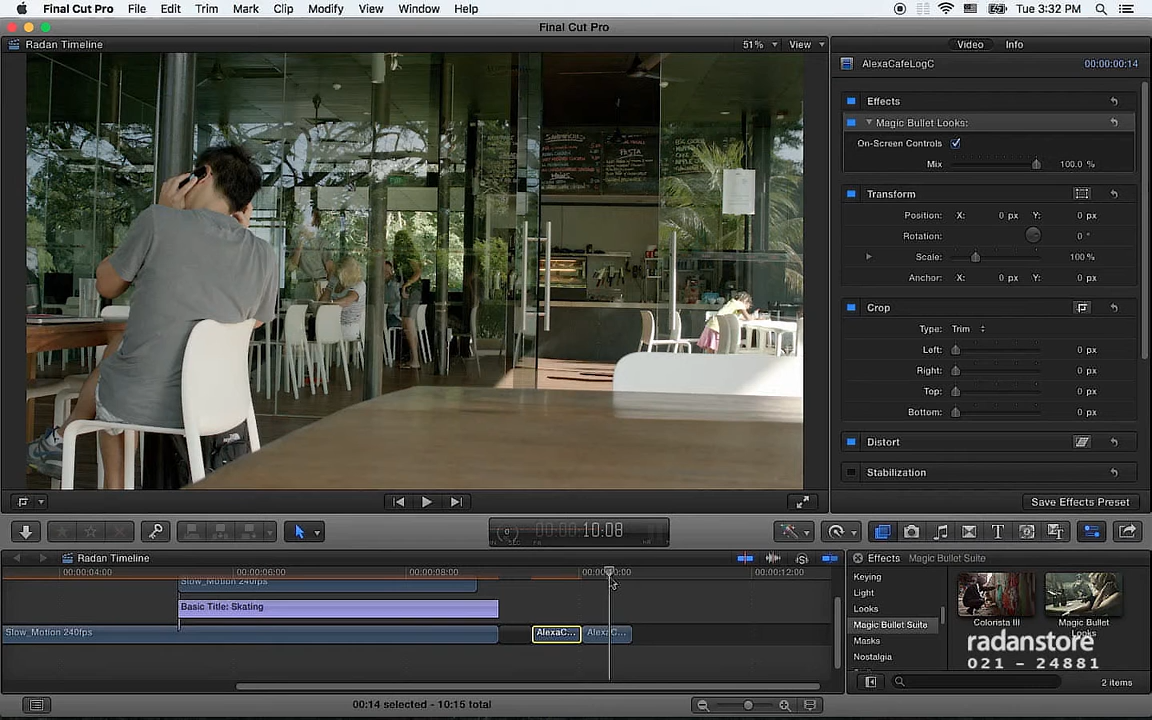 Final Cut Pro File Edit Trim Mark Clip Modify View Window Help Tue 3:32 PM
Final Cut Pro
Radan Timeline 51% View Video Info
AlexaCafeLogC 00:00:00:14
Effects
Magic Bullet Looks:
On-Screen Controls
Mix 100.0 %
Transform
Position: X: 0 px Y: 0 px
Rotation: 0 °
Scale: 100 %
Anchor: X: 0 px Y: 0 px
Crop
Type: Trim
Left: 0 px
Right: 0 px
Top: 0 px
Bottom: 0 px
Distort
Stabilization
Save Effects Preset
PASTA
10:08
Radan Timeline
00:00:04:00 00:00:06:00 00:00:08:00 00:00:12:00
Slow_Motion 240fps
Basic Title: Skating
Slow_Motion 240fps AlexaC... AlexaC...
Effects Magic Bullet Suite
Keying
Light
Looks
Magic Bullet Suite
Masks
Nostalgia
Colorista III
Magic Bullet Looks
radanstore
021 - 24881
2 items
00:14 selected - 10:15 total